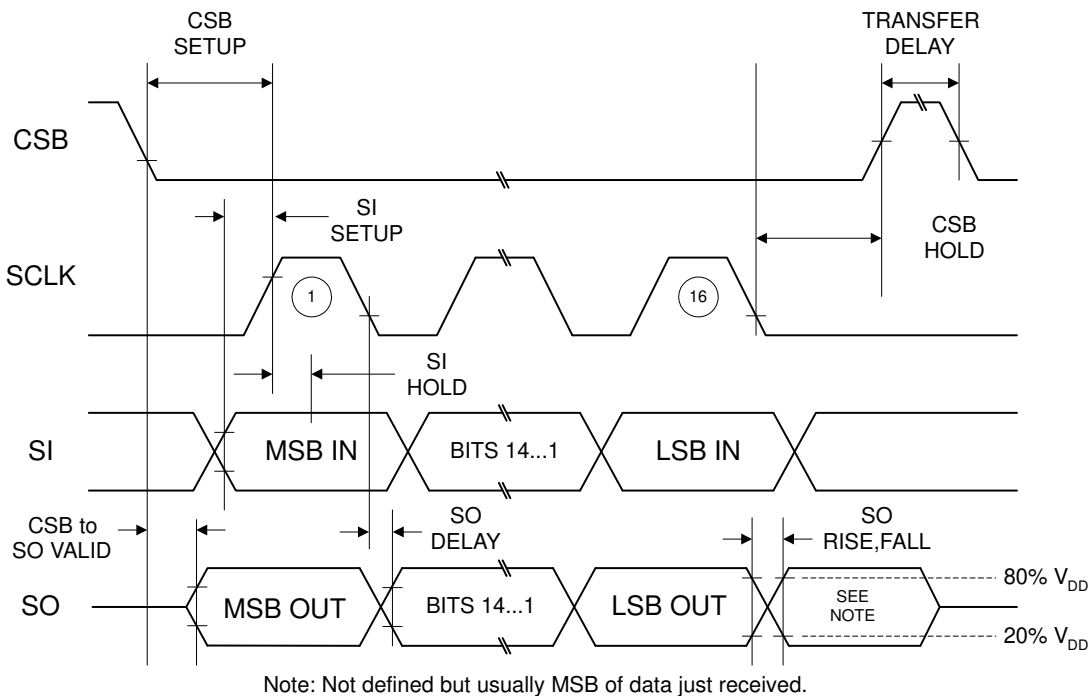 CSB
SETUP
TRANSFER
DELAY
CSB
SI
SETUP
CSB
HOLD
SCLK
1
16
SI
HOLD
SI
MSB IN
BITS 14...1
LSB IN
CSB to
SO VALID
SO
DELAY
SO
RISE,FALL
SO
MSB OUT
BITS 14...1
LSB OUT
SEE
NOTE
80% VDD
20% VDD
Note: Not defined but usually MSB of data just received.